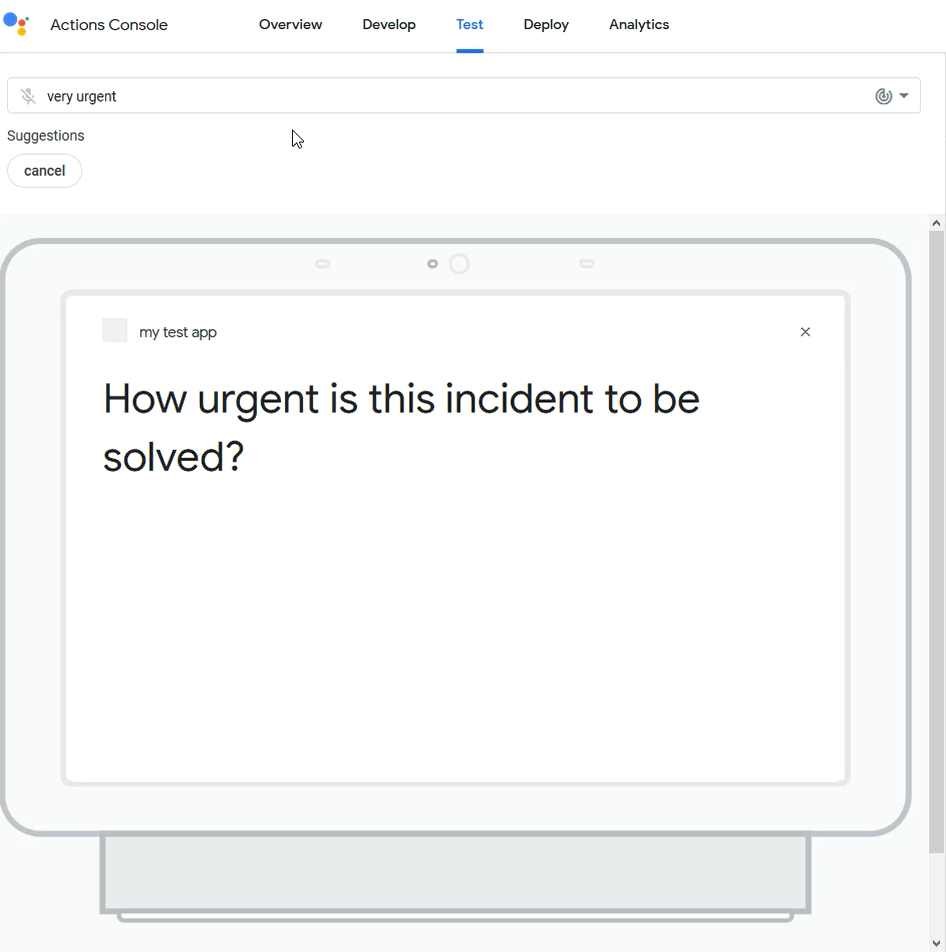 Actions Console
Overview
Develop
Test
Deploy
Analytics
very urgent
Suggestions
cancel
my test app
How urgent is this incident to be
solved?